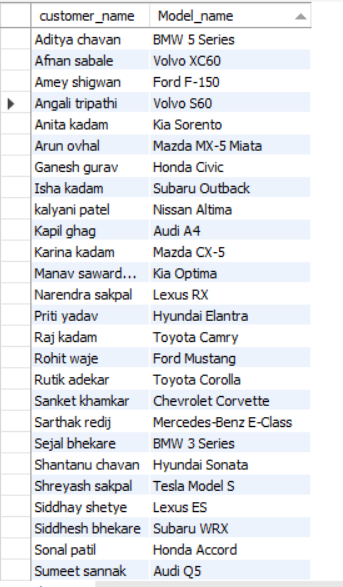 customer_name Model_name
Aditya chavan BMW 5 Series
Afnan sabale Volvo XC60
Amey shigwan Ford F-150
Angali tripathi Volvo S60
Anita kadam Kia Sorento
Arun ovhal Mazda MX-5 Miata
Ganesh gurav Honda Civic
Isha kadam Subaru Outback
kalyani patel Nissan Altima
Kapil ghag Audi A4
Karina kadam Mazda CX-5
Manav saward... Kia Optima
Narendra sakpal Lexus RX
Priti yadav Hyundai Elantra
Raj kadam Toyota Camry
Rohit waje Ford Mustang
Rutik adekar Toyota Corolla
Sanket khamkar Chevrolet Corvette
Sarthak redij Mercedes-Benz E-Class
Sejal bhekare BMW 3 Series
Shantanu chavan Hyundai Sonata
Shreyash sakpal Tesla Model S
Siddhay shetye Lexus ES
Siddhesh bhekare Subaru WRX
Sonal patil Honda Accord
Sumeet sannak Audi Q5